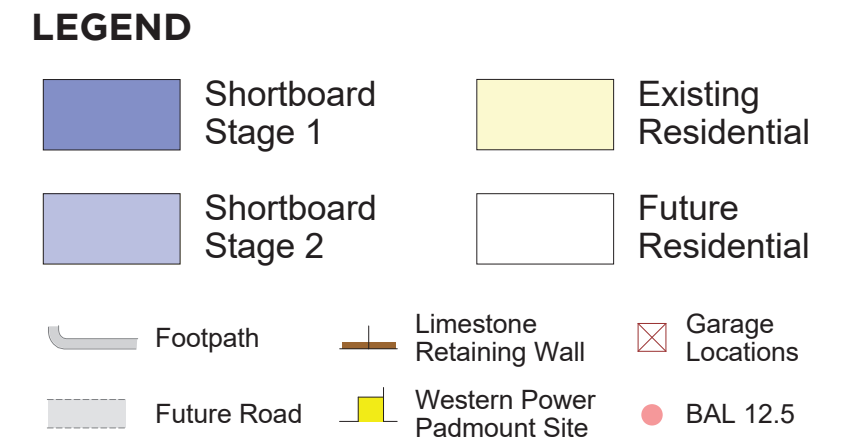 LEGEND
Shortboard
Stage 1
Existing
Residential
Shortboard
Stage 2
Future
Residential
Footpath
Limestone
Retaining Wall
Garage
Locations
Future Road
Western Power
Padmount Site
BAL 12.5